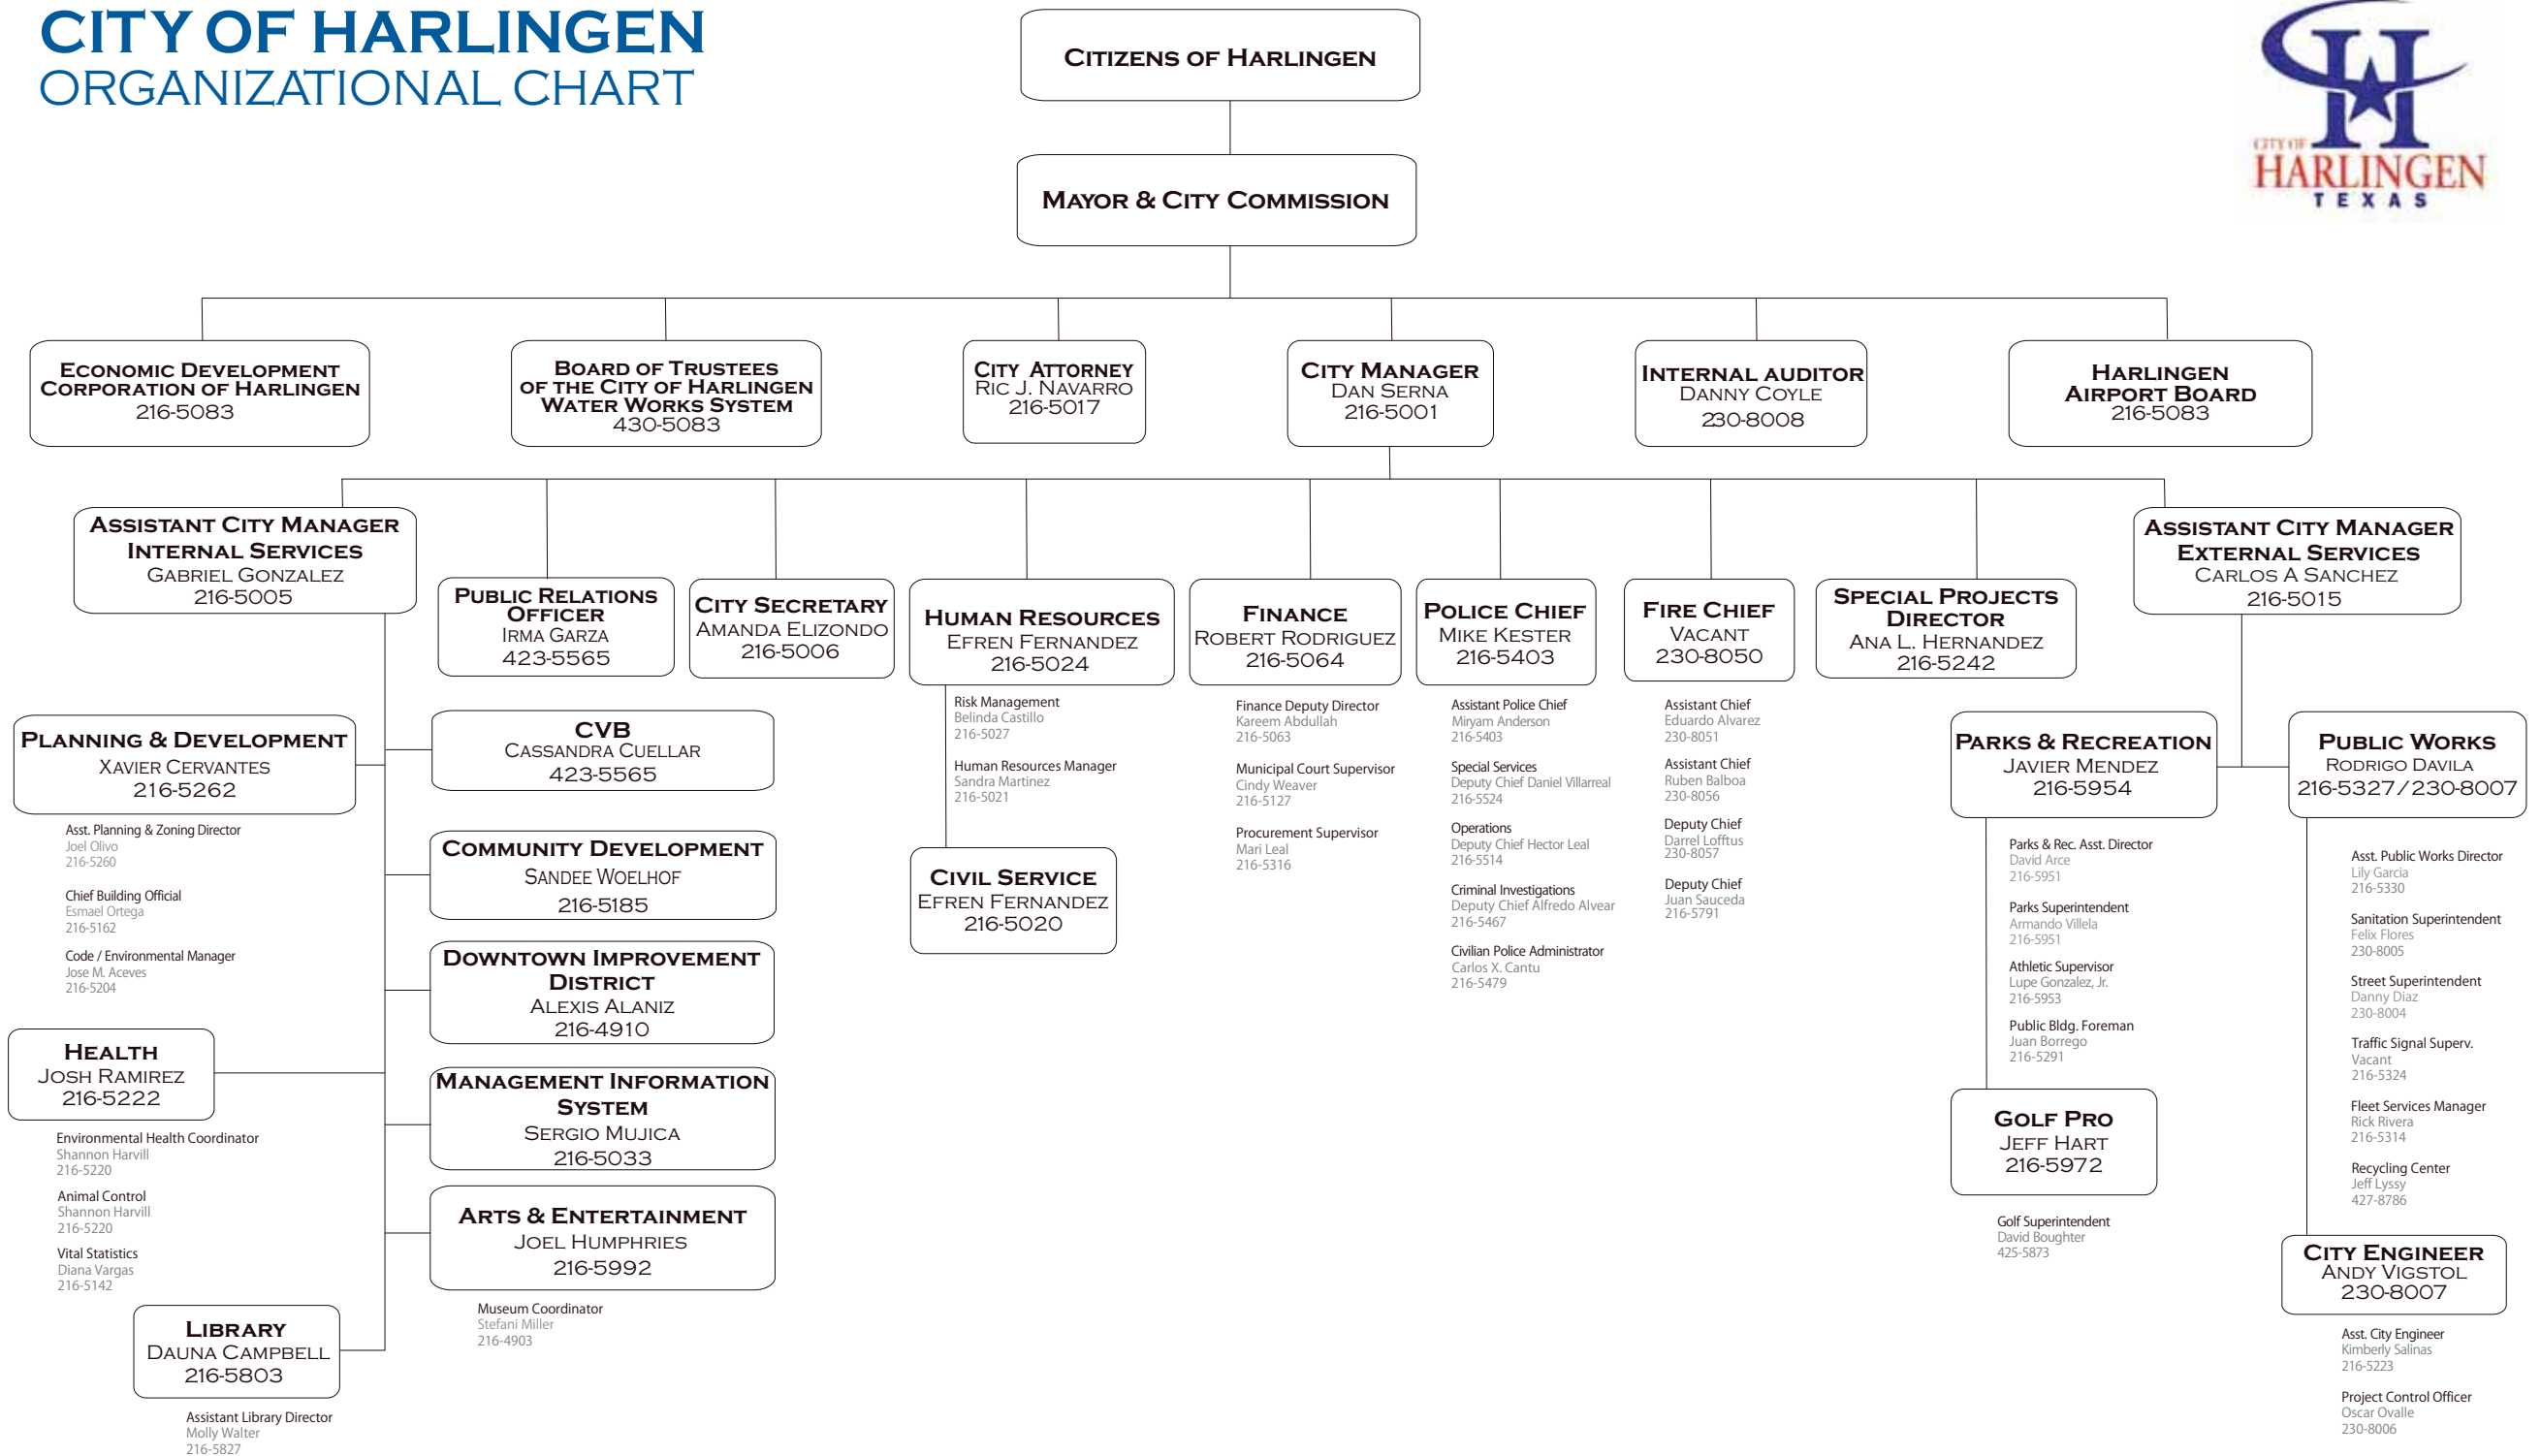 CITY OF HARLINGEN
ORGANIZATIONAL CHART
CITY OF
HARLINGEN
TEXAS
CITIZENS OF HARLINGEN
MAYOR & CITY COMMISSION
ECONOMIC DEVELOPMENT
CORPORATION OF HARLINGEN
216-5083
BOARD OF TRUSTEES
OF THE CITY OF HARLINGEN
WATER WORKS SYSTEM
430-5083
CITY ATTORNEY
RIC J. NAVARRO
216-5017
CITY MANAGER
DAN SERNA
216-5001
INTERNAL AUDITOR
DANNY COYLE
230-8008
HARLINGEN
AIRPORT BOARD
216-5083
ASSISTANT CITY MANAGER
INTERNAL SERVICES
GABRIEL GONZALEZ
216-5005
PUBLIC RELATIONS
OFFICER
IRMA GARZA
423-5565
CITY SECRETARY
AMANDA ELIZONDO
216-5006
HUMAN RESOURCES
EFREN FERNANDEZ
216-5024
FINANCE
ROBERT RODRIGUEZ
216-5064
POLICE CHIEF
MIKE KESTER
216-5403
FIRE CHIEF
VACANT
230-8050
SPECIAL PROJECTS
DIRECTOR
ANA L. HERNANDEZ
216-5242
ASSISTANT CITY MANAGER
EXTERNAL SERVICES
CARLOS A SANCHEZ
216-5015
PLANNING & DEVELOPMENT
XAVIER CERVANTES
216-5262
Asst. Planning & Zoning Director
Joel Olivo
216-5260
Chief Building Official
Esmael Ortega
216-5162
Code / Environmental Manager
Jose M. Aceves
216-5204
HEALTH
JOSH RAMIREZ
216-5222
Environmental Health Coordinator
Shannon Harvill
216-5220
Animal Control
Shannon Harvill
216-5220
Vital Statistics
Diana Vargas
216-5142
LIBRARY
DAUNA CAMPBELL
216-5803
Assistant Library Director
Molly Walter
216-5827
CVB
CASSANDRA CUELLAR
423-5565
COMMUNITY DEVELOPMENT
SANDEE WOELHOF
216-5185
DOWNTOWN IMPROVEMENT
DISTRICT
ALEXIS ALANIZ
216-4910
MANAGEMENT INFORMATION
SYSTEM
SERGIO MUJICA
216-5033
ARTS & ENTERTAINMENT
JOEL HUMPHRIES
216-5992
Museum Coordinator
Stefani Miller
216-4903
Risk Management
Belinda Castillo
216-5027
Human Resources Manager
Sandra Martinez
216-5021
CIVIL SERVICE
EFREN FERNANDEZ
216-5020
Finance Deputy Director
Kareem Abdullah
216-5063
Municipal Court Supervisor
Cindy Weaver
216-5127
Procurement Supervisor
Mari Leal
216-5316
Assistant Police Chief
Miryam Anderson
216-5403
Special Services
Deputy Chief Daniel Villarreal
216-5524
Operations
Deputy Chief Hector Leal
216-5514
Criminal Investigations
Deputy Chief Alfredo Alvear
216-5467
Civilian Police Administrator
Carlos X. Cantu
216-5479
Assistant Chief
Eduardo Alvarez
230-8051
Assistant Chief
Ruben Balboa
230-8056
Deputy Chief
Darrel Lofftus
230-8057
Deputy Chief
Juan Sauceda
216-5791
PARKS & RECREATION
JAVIER MENDEZ
216-5954
Parks & Rec. Asst. Director
David Arce
216-5951
Parks Superintendent
Armando Villela
216-5951
Athletic Supervisor
Lupe Gonzalez, Jr.
216-5953
Public Bldg. Foreman
Juan Borrego
216-5291
GOLF PRO
JEFF HART
216-5972
Golf Superintendent
David Boughter
425-5873
PUBLIC WORKS
RODRIGO DAVILA
216-5327/230-8007
Asst. Public Works Director
Lily Garcia
216-5330
Sanitation Superintendent
Felix Flores
230-8005
Street Superintendent
Danny Diaz
230-8004
Traffic Signal Superv.
Vacant
216-5324
Fleet Services Manager
Rick Rivera
216-5314
Recycling Center
Jeff Lyssy
427-8786
CITY ENGINEER
ANDY VIGSTOL
230-8007
Asst. City Engineer
Kimberly Salinas
216-5223
Project Control Officer
Oscar Ovalle
230-8006